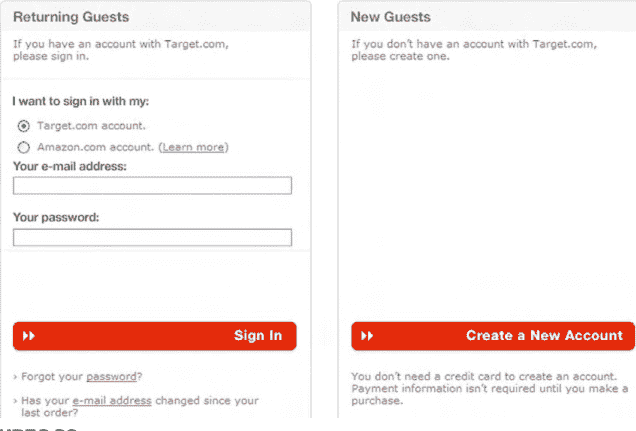 Returning Guests
If you have an account with Target.com,
please sign in.
I want to sign in with my:
Target.com account.
Amazon.com account. (Learn more)
Your e-mail address:
Your password:
Sign In
› Forgot your password?
› Has your e-mail address changed since your
last order?
New Guests
If you don't have an account with Target.com,
please create one.
Create a New Account
You don't need a credit card to create an account.
Payment information isn't required until you make a
purchase.